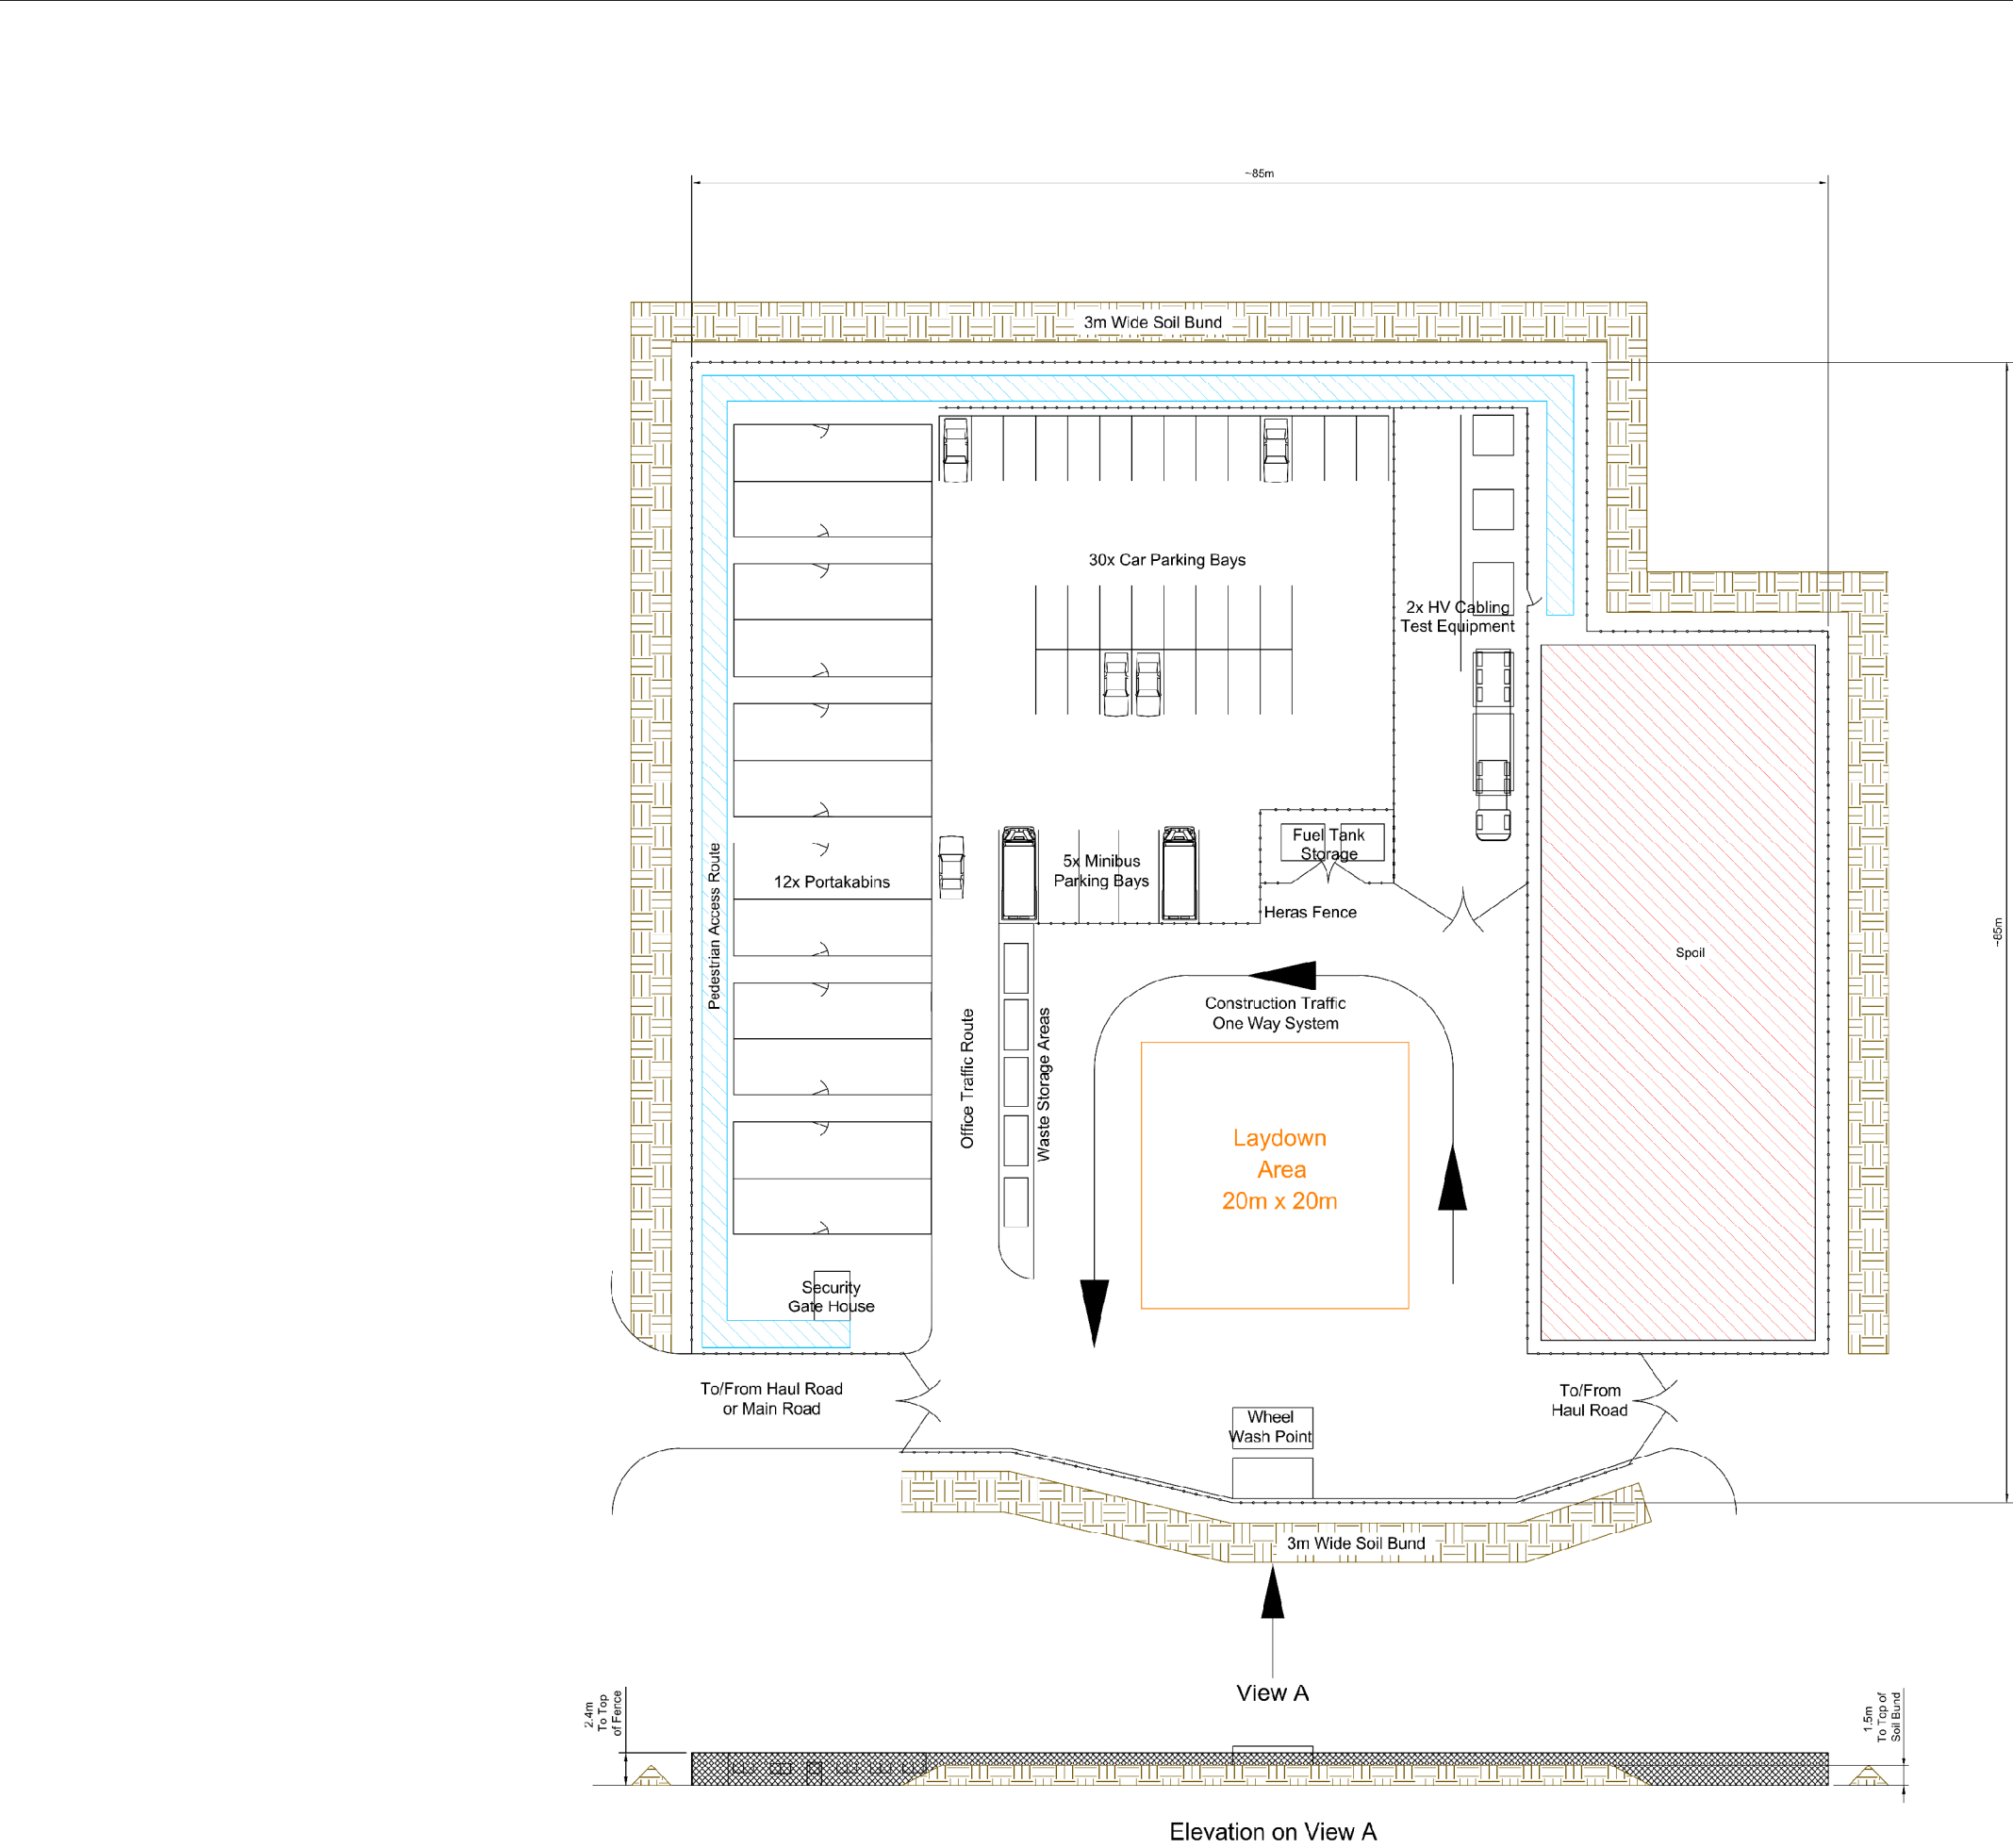 ~85m
3m Wide Soil Bund
30x Car Parking Bays
2x HV Cabling
Test Equipment
Fuel Tank
Storage
5x Minibus
Parking Bays
12x Portakabins
Pedestrian Access Route
Heras Fence
~85m
Spoil
Construction Traffic
One Way System
Office Traffic Route
Waste Storage Areas
Laydown
Area
20m x 20m
Security
Gate House
To/From Haul Road
or Main Road
To/From
Haul Road
Wheel
Wash Point
3m Wide Soil Bund
View A
2.4m
To Top
of Fence
1.5m
To Top of
Soil Bund
Elevation on View A